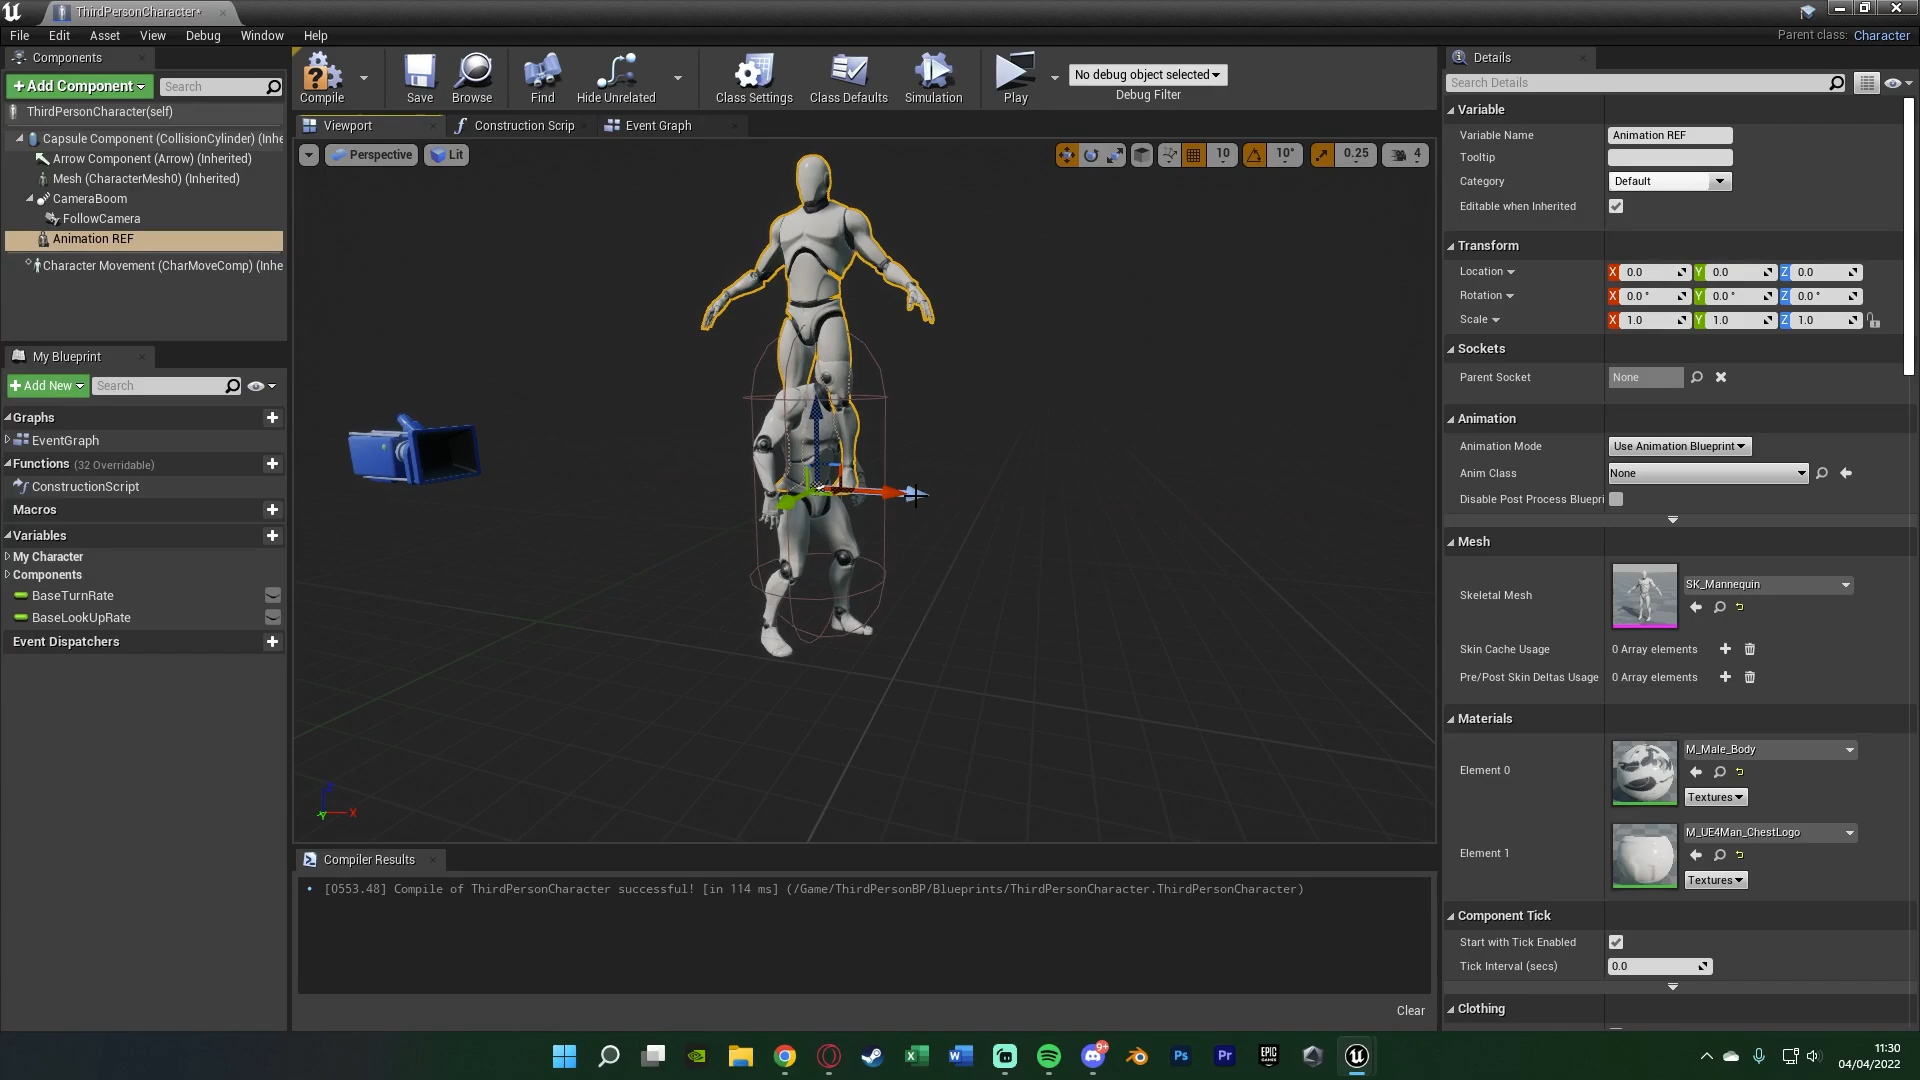 ThirdPersonCharacter*
File Edit Asset View Debug Window Help
Parent class: Character
Components
+Add Component
Search
ThirdPersonCharacter(self)
Capsule Component (CollisionCylinder) (Inhe
Arrow Component (Arrow) (Inherited)
Mesh (CharacterMesh0) (Inherited)
CameraBoom
FollowCamera
Animation REF
Character Movement (CharMoveComp) (Inhe
My Blueprint
+Add New
Search
Graphs
EventGraph
Functions (32 Overridable)
ConstructionScript
Macros
Variables
My Character
Components
BaseTurnRate
BaseLookUpRate
Event Dispatchers
Compile Save Browse Find Hide Unrelated Class Settings Class Defaults Simulation Play
No debug object selected
Debug Filter
Viewport Construction Scrip Event Graph
Perspective Lit
10 10° 0.25 4
X
Y
Compiler Results
[0553.48] Compile of ThirdPersonCharacter successful! [in 114 ms] (/Game/ThirdPersonBP/Blueprints/ThirdPersonCharacter.ThirdPersonCharacter)
Clear
Details
Search Details
Variable
Variable Name Animation REF
Tooltip
Category Default
Editable when Inherited
Transform
Location X 0.0 Y 0.0 Z 0.0
Rotation X 0.0 ° Y 0.0 ° Z 0.0 °
Scale X 1.0 Y 1.0 Z 1.0
Sockets
Parent Socket None
Animation
Animation Mode Use Animation Blueprint
Anim Class None
Disable Post Process Bluepri
Mesh
Skeletal Mesh SK_Mannequin
Skin Cache Usage 0 Array elements
Pre/Post Skin Deltas Usage 0 Array elements
Materials
Element 0 M_Male_Body
Textures
Element 1 M_UE4Man_ChestLogo
Textures
Component Tick
Start with Tick Enabled
Tick Interval (secs) 0.0
Clothing
X W 9+ Ps Pr EPIC GAMES
11:30
04/04/2022